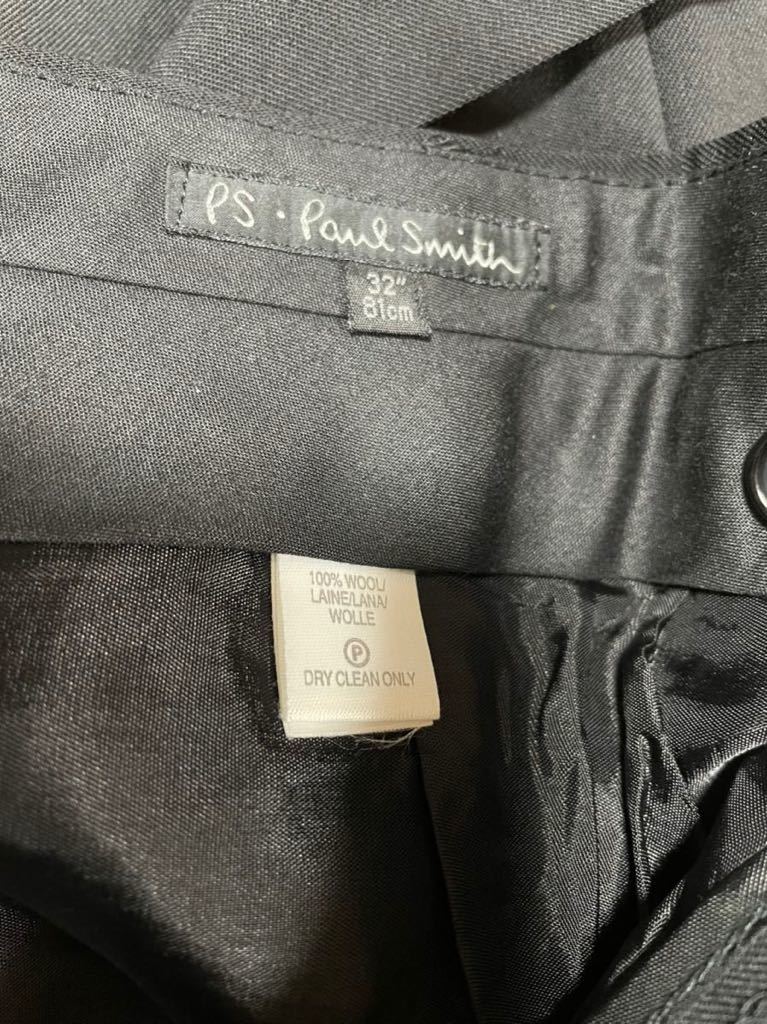 PS · Paul Smith
32"
81cm
100% WOOL/
LAINE/LANA/
WOLLE
P
DRY CLEAN ONLY